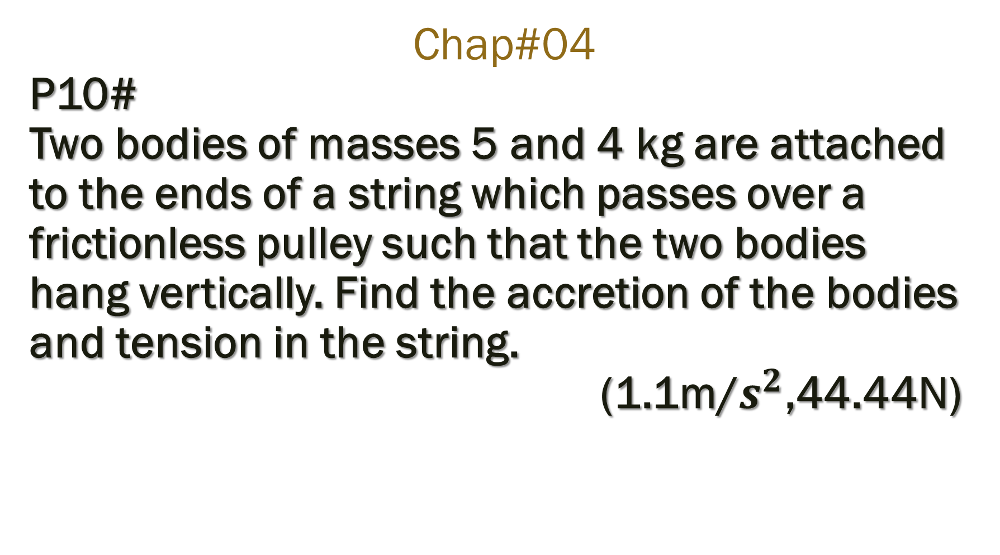 Chap#04
P10#
Two bodies of masses 5 and 4 kg are attached
to the ends of a string which passes over a
frictionless pulley such that the two bodies
hang vertically. Find the accretion of the bodies
and tension in the string.
(1.1m/s²,44.44N)